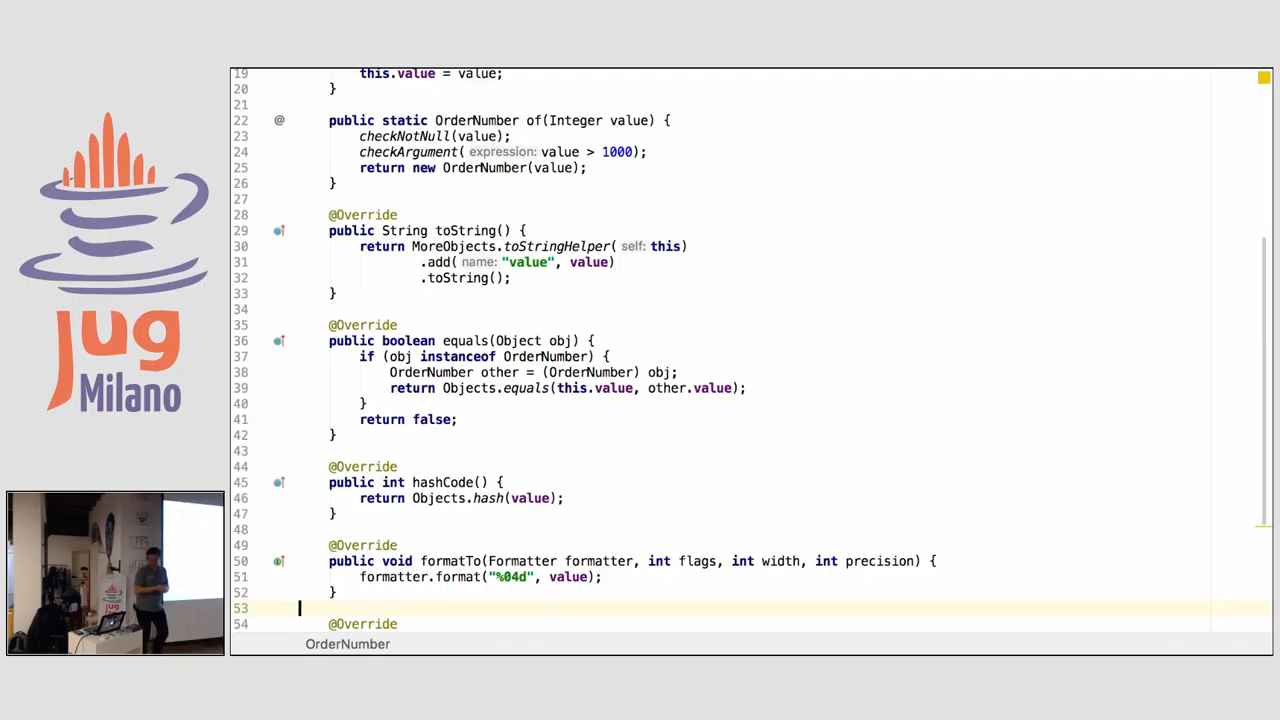 19 this.value = value;
20 }
21
22 @ public static OrderNumber of(Integer value) {
23 checkNotNull(value);
24 checkArgument( expression: value > 1000);
25 return new OrderNumber(value);
26 }
27
28 @Override
29 public String toString() {
30 return MoreObjects.toStringHelper( self: this)
31 .add( name: "value", value)
32 .toString();
33 }
34
35 @Override
36 public boolean equals(Object obj) {
37 if (obj instanceof OrderNumber) {
38 OrderNumber other = (OrderNumber) obj;
39 return Objects.equals(this.value, other.value);
40 }
41 return false;
42 }
43
44 @Override
45 public int hashCode() {
46 return Objects.hash(value);
47 }
48
49 @Override
50 public void formatTo(Formatter formatter, int flags, int width, int precision) {
51 formatter.format("%04d", value);
52 }
53
54 @Override
OrderNumber
Jug
Milano
Jug